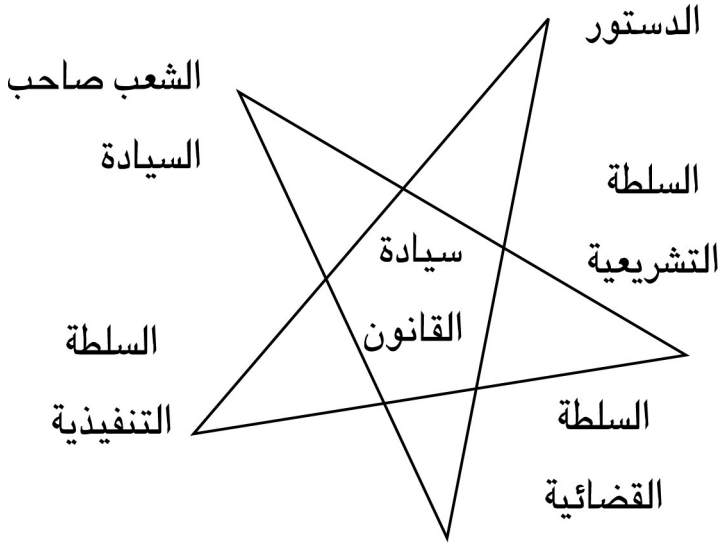 الدستور
الشعب صاحب
السيادة
السلطة
التشريعية
سيادة
القانون
السلطة
التنفيذية
السلطة
القضائية